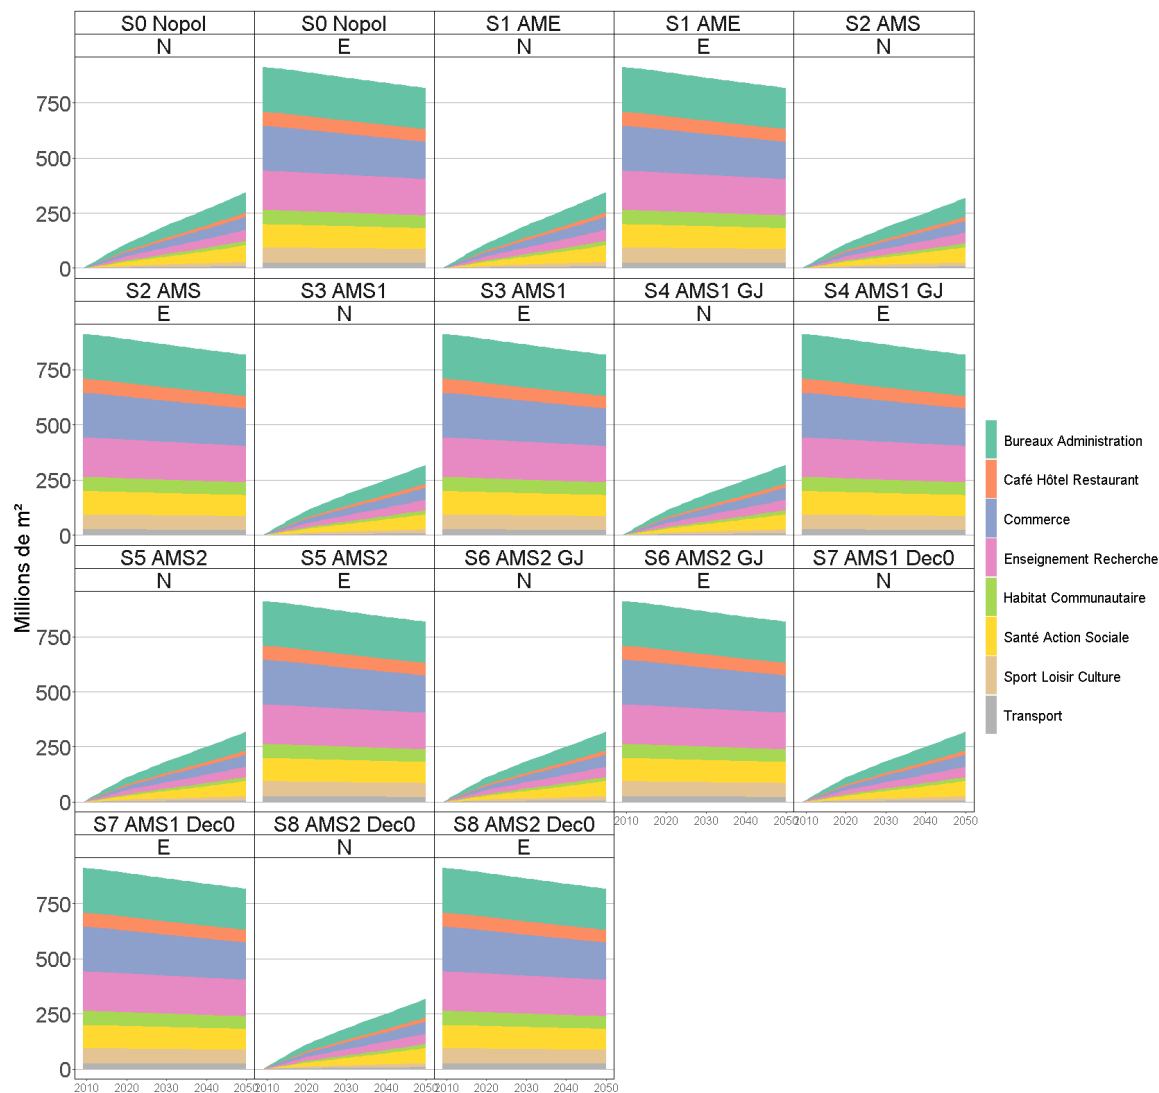 S0 Nopol S0 Nopol S1 AME S1 AME S2 AMS
N E N E N
750
500
250
0
S2 AMS S3 AMS1 S3 AMS1 S4 AMS1 GJ S4 AMS1 GJ
E N E N E
750
500
250
0
S5 AMS2 S5 AMS2 S6 AMS2 GJ S6 AMS2 GJ S7 AMS1 Dec0
N E N E N
750
500
250
0
2010 2020 2030 2040 2050 2010 2020 2030 2040 2050
S7 AMS1 Dec0 S8 AMS2 Dec0 S8 AMS2 Dec0
E N E
750
500
250
0
2010 2020 2030 2040 2050 2010 2020 2030 2040 2050 2010 2020 2030 2040 2050
Millions de m²
Bureaux Administration
Café Hôtel Restaurant
Commerce
Enseignement Recherche
Habitat Communautaire
Santé Action Sociale
Sport Loisir Culture
Transport